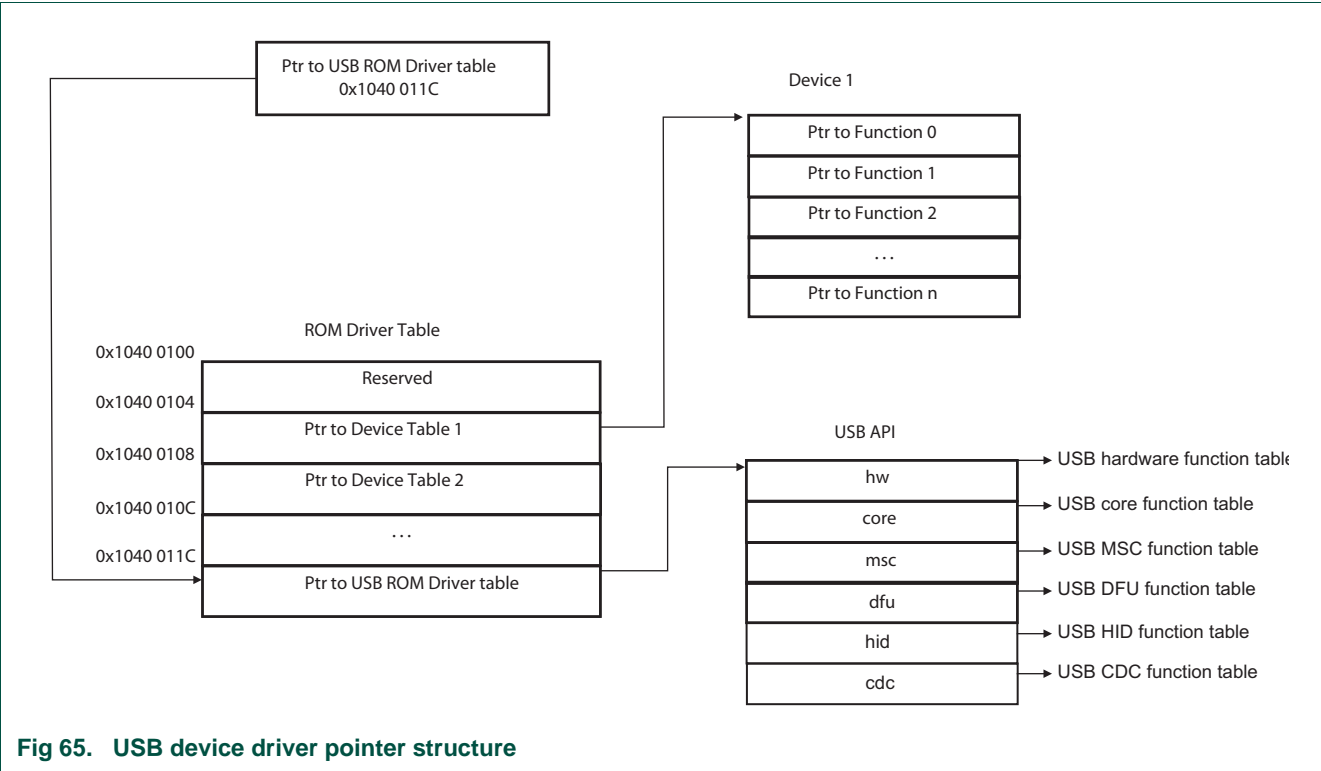 Ptr to USB ROM Driver table
0x1040 011C
Device 1
Ptr to Function 0
Ptr to Function 1
Ptr to Function 2
...
Ptr to Function n
ROM Driver Table
0x1040 0100
Reserved
0x1040 0104
Ptr to Device Table 1
0x1040 0108
Ptr to Device Table 2
0x1040 010C
...
0x1040 011C
Ptr to USB ROM Driver table
USB API
hw
USB hardware function table
core
USB core function table
msc
USB MSC function table
dfu
USB DFU function table
hid
USB HID function table
cdc
USB CDC function table
Fig 65. USB device driver pointer structure